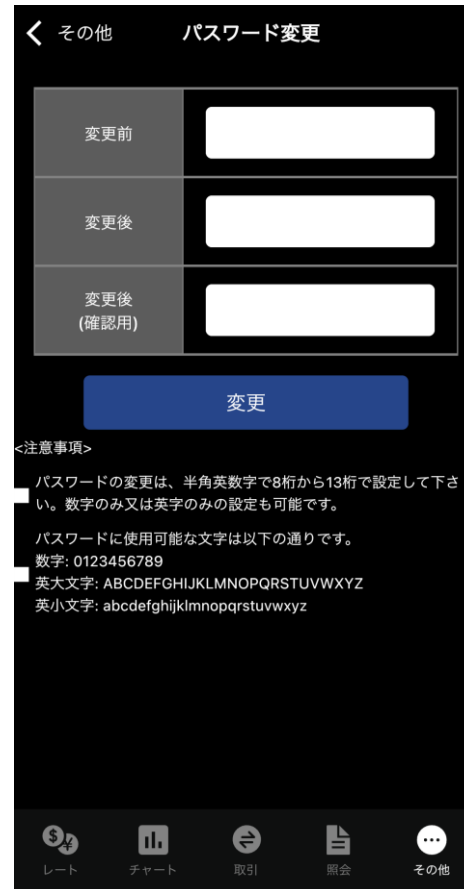 その他
パスワード変更
変更前
変更後
変更後
(確認用)
変更
<注意事項>
パスワードの変更は、半角英数字で8桁から13桁で設定して下さ
い。数字のみ又は英字のみの設定も可能です。
パスワードに使用可能な文字は以下の通りです。
数字: 0123456789
英大文字: ABCDEFGHIJKLMNOPQRSTUVWXYZ
英小文字: abcdefghijklmnopqrstuvwxyz
レート
チャート
取引
照会
その他